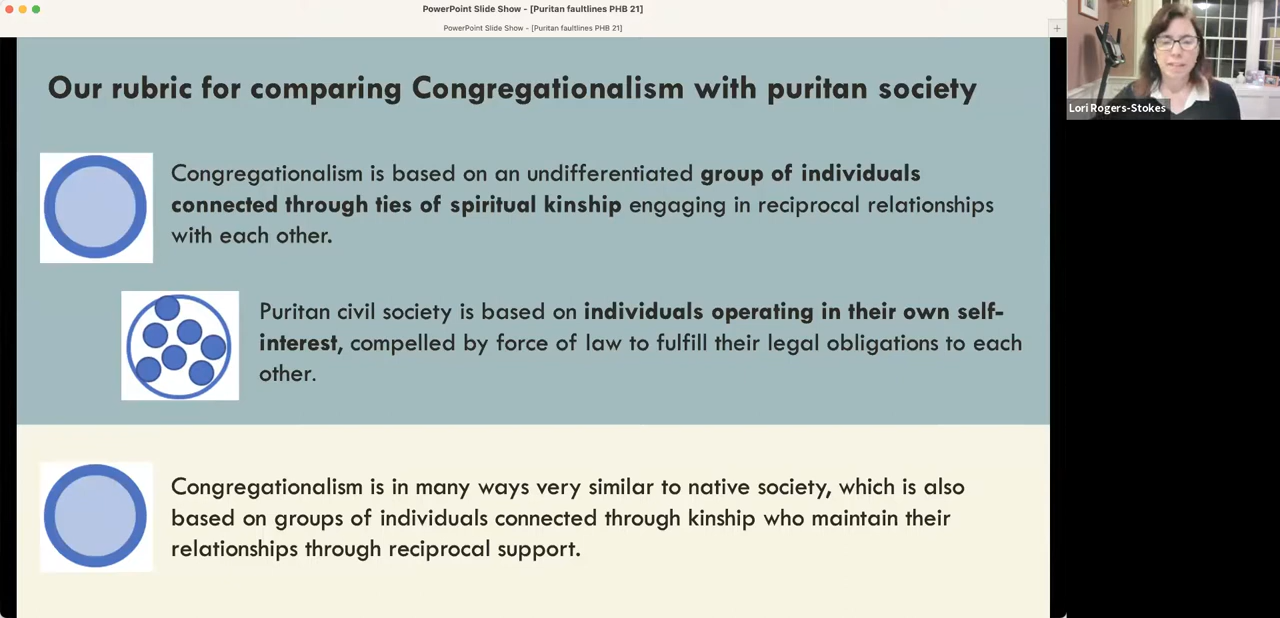 PowerPoint Slide Show - [Puritan faultlines PHB 21]
PowerPoint Slide Show - [Puritan faultlines PHB 21]
Our rubric for comparing Congregationalism with puritan society
Congregationalism is based on an undifferentiated group of individuals
connected through ties of spiritual kinship engaging in reciprocal relationships
with each other.
Puritan civil society is based on individuals operating in their own self-
interest, compelled by force of law to fulfill their legal obligations to each
other.
Congregationalism is in many ways very similar to native society, which is also
based on groups of individuals connected through kinship who maintain their
relationships through reciprocal support.
Lori Rogers-Stokes